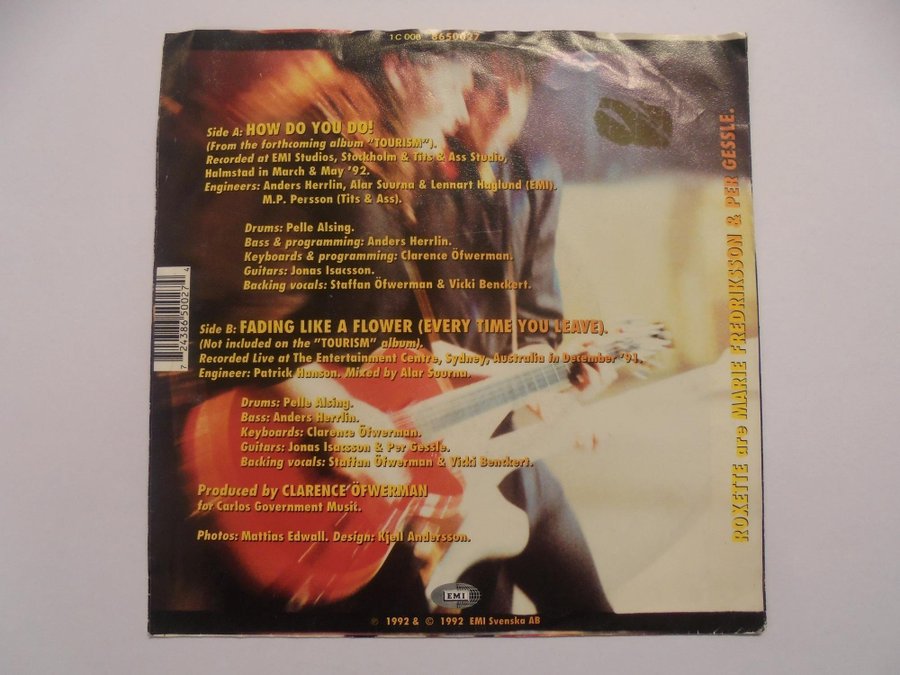 1C 006 8650027
Side A: HOW DO YOU DO!
(From the forthcoming album "TOURISM").
Recorded at EMI Studios, Stockholm & Tits & Ass Studio,
Halmstad in March & May '92.
Engineers: Anders Herrlin, Alar Suurna & Lennart Haglund (EMI).
M.P. Persson (Tits & Ass).
Drums: Pelle Alsing.
Bass & programming: Anders Herrlin.
Keyboards & programming: Clarence Öfwerman.
Guitars: Jonas Isacsson.
Backing vocals: Staffan Öfwerman & Vicki Benckert.
Side B: FADING LIKE A FLOWER (EVERY TIME YOU LEAVE).
(Not included on the "TOURISM" album).
Recorded Live at The Entertainment Centre, Sydney, Australia in December '91.
Engineer: Patrick Hanson. Mixed by Alar Suurna.
Drums: Pelle Alsing.
Bass: Anders Herrlin.
Keyboards: Clarence Öfwerman.
Guitars: Jonas Isacsson & Per Gessle.
Backing vocals: Staffan Öfwerman & Vicki Benckert.
Produced by CLARENCE ÖFWERMAN
for Carlos Government Music.
Photos: Mattias Edwall. Design: Kjell Andersson.
EMI
℗ 1992 & © 1992 EMI Svenska AB
7 24386 50027 4
ROXETTE are MARIE FREDRIKSSON & PER GESSLE.